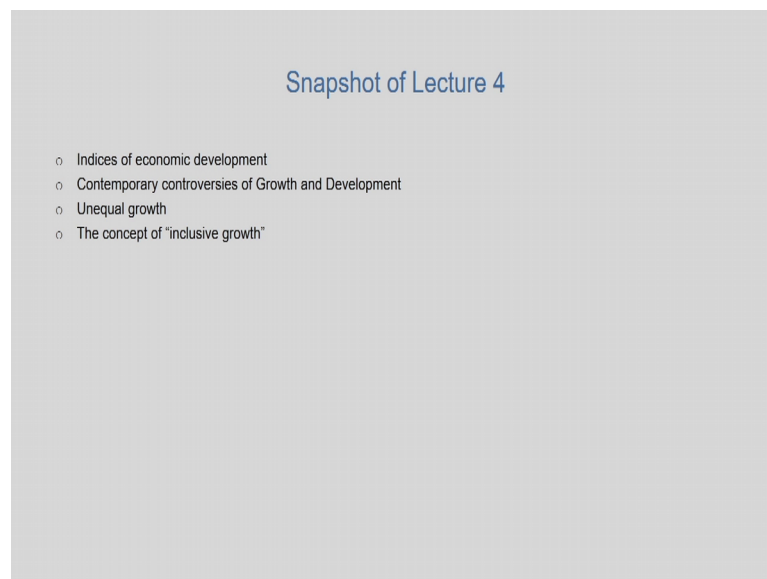 Snapshot of Lecture 4
Indices of economic development
Contemporary controversies of Growth and Development
Unequal growth
The concept of “inclusive growth”